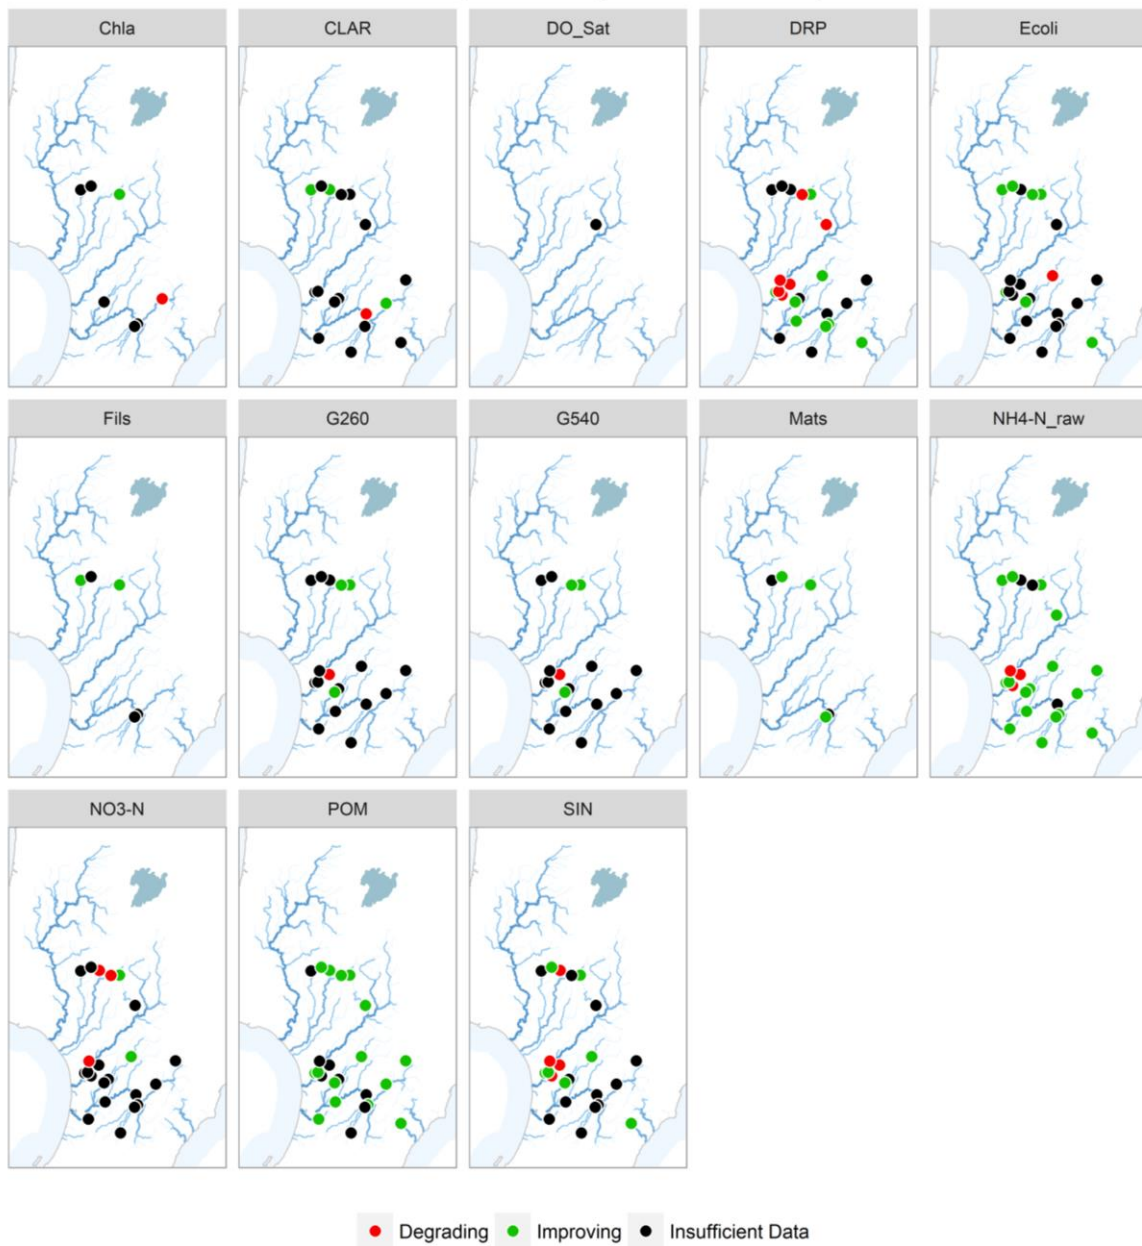 Chla
CLAR
DO_Sat
DRP
Ecoli
Fils
G260
G540
Mats
NH4-N_raw
NO3-N
POM
SIN
Degrading
Improving
Insufficient Data